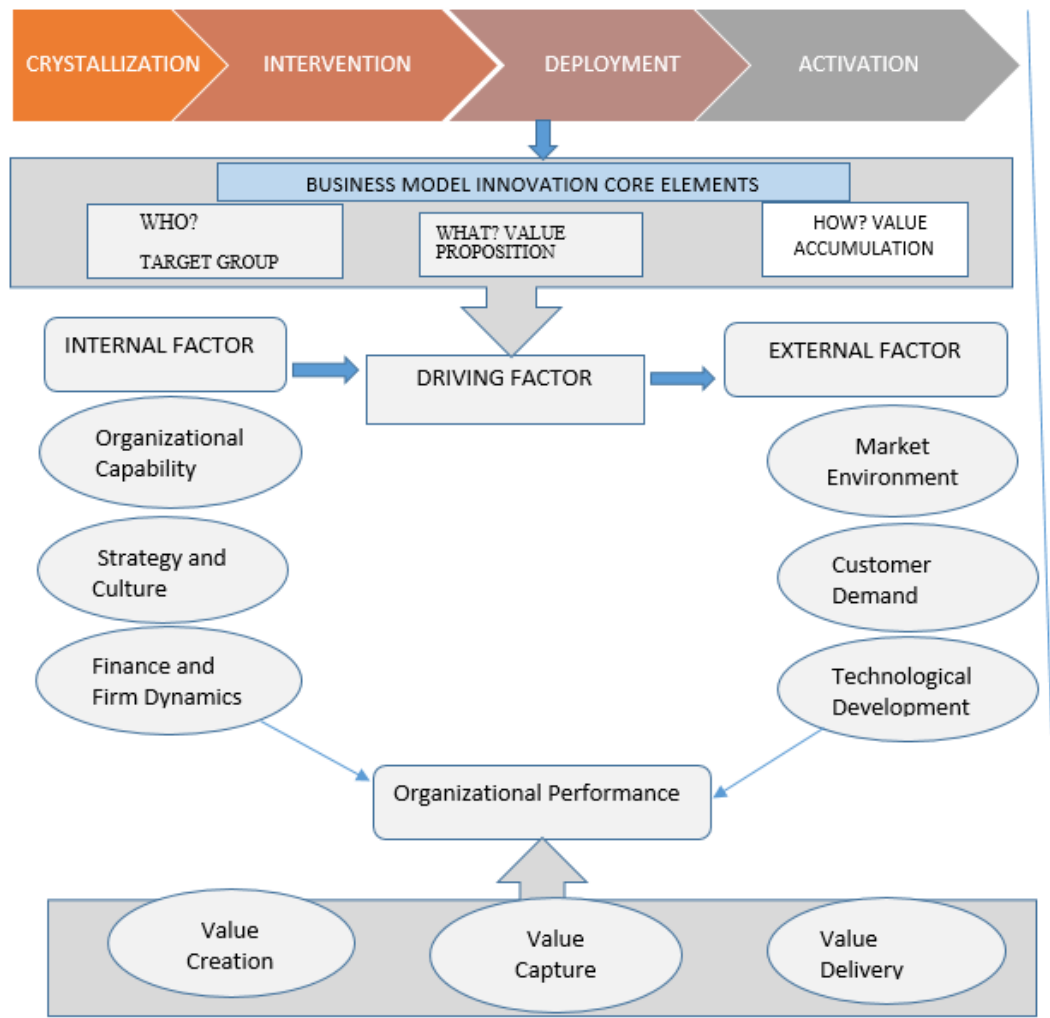 CRYSTALLIZATION INTERVENTION DEPLOYMENT ACTIVATION
BUSINESS MODEL INNOVATION CORE ELEMENTS
WHO?
TARGET GROUP
WHAT? VALUE
PROPOSITION
HOW? VALUE
ACCUMULATION
INTERNAL FACTOR
DRIVING FACTOR
EXTERNAL FACTOR
Organizational
Capability
Strategy and
Culture
Finance and
Firm Dynamics
Market
Environment
Customer
Demand
Technological
Development
Organizational Performance
Value
Creation
Value
Capture
Value
Delivery